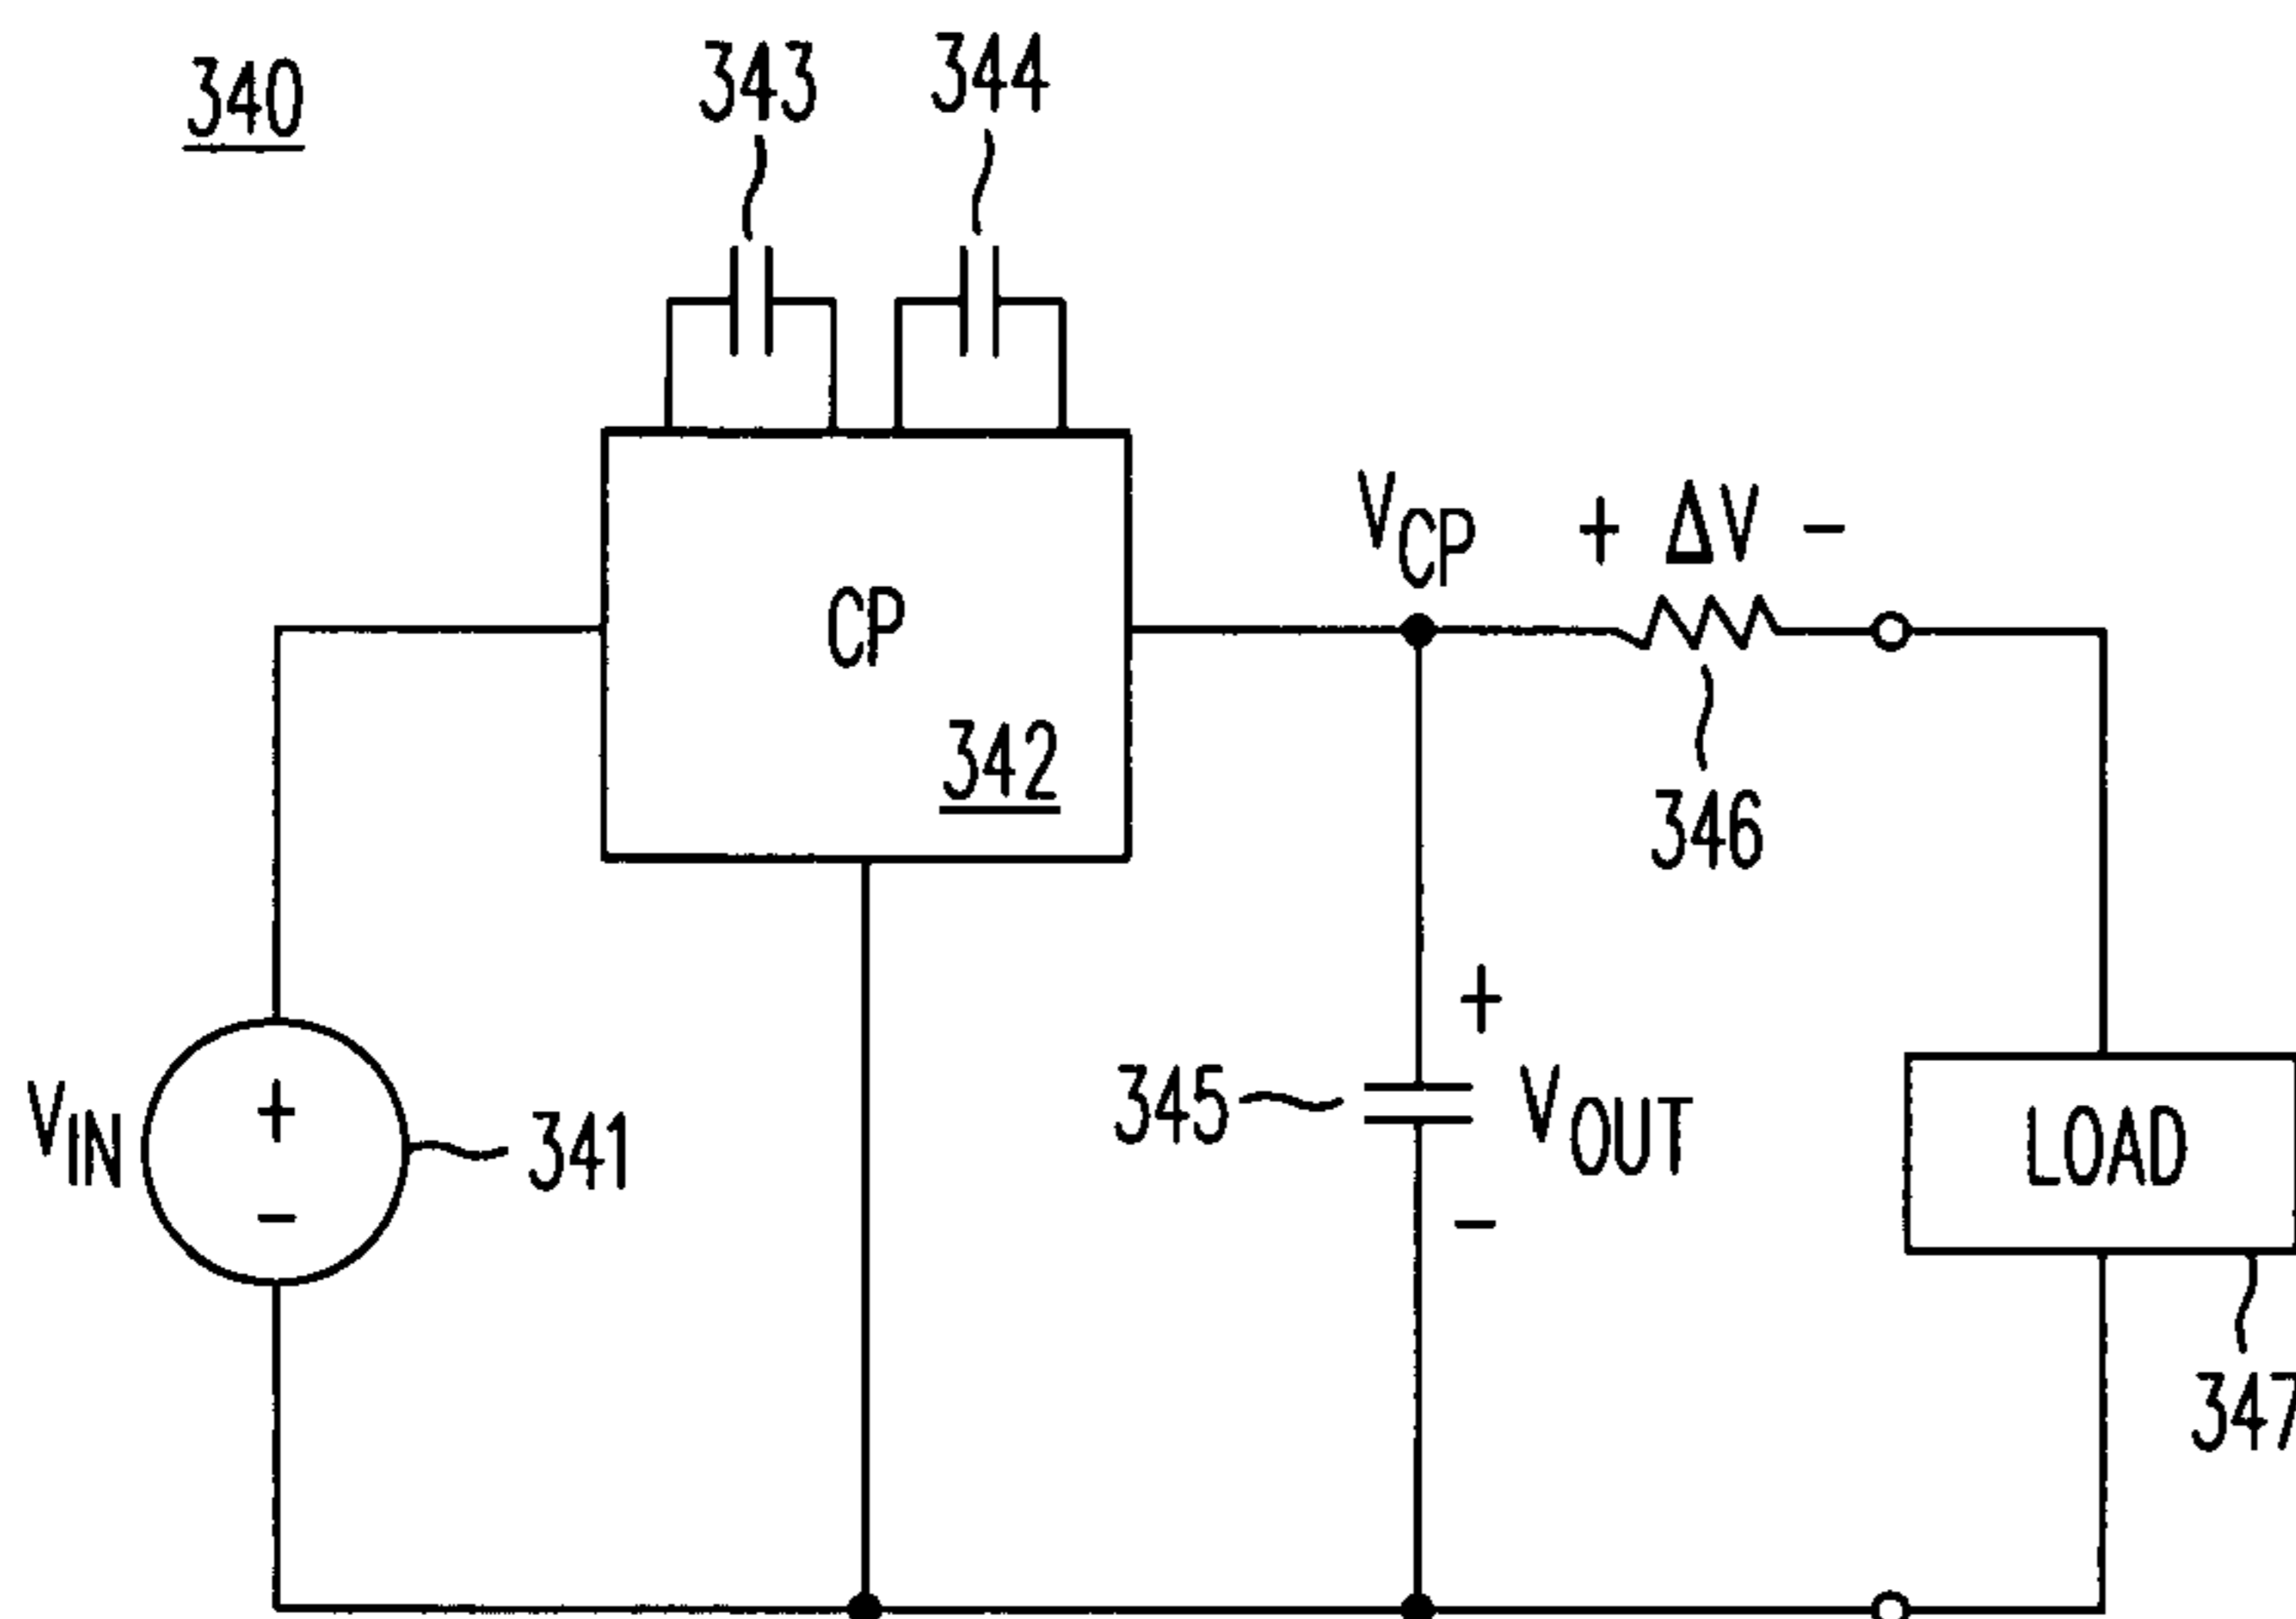 340
343
344
V_CP
+ ΔV −
CP
342
346
+
V_IN
+
−
341
345
V_OUT
−
LOAD
347